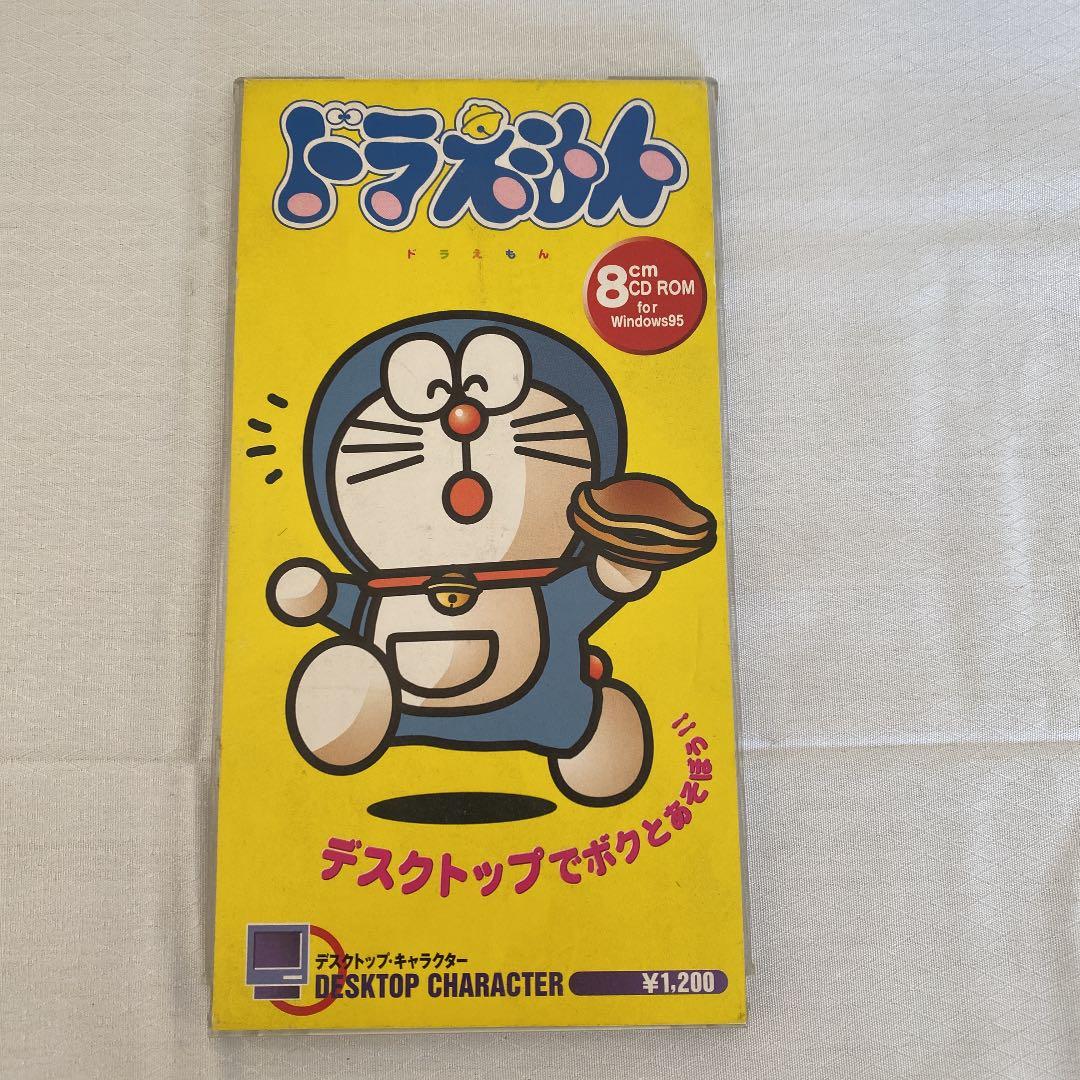 ドラえもん
ドラえもん
8cm
CD ROM
for
Windows95
デスクトップでボクとあそぼう!!
デスクトップ・キャラクター
DESKTOP CHARACTER
¥1,200